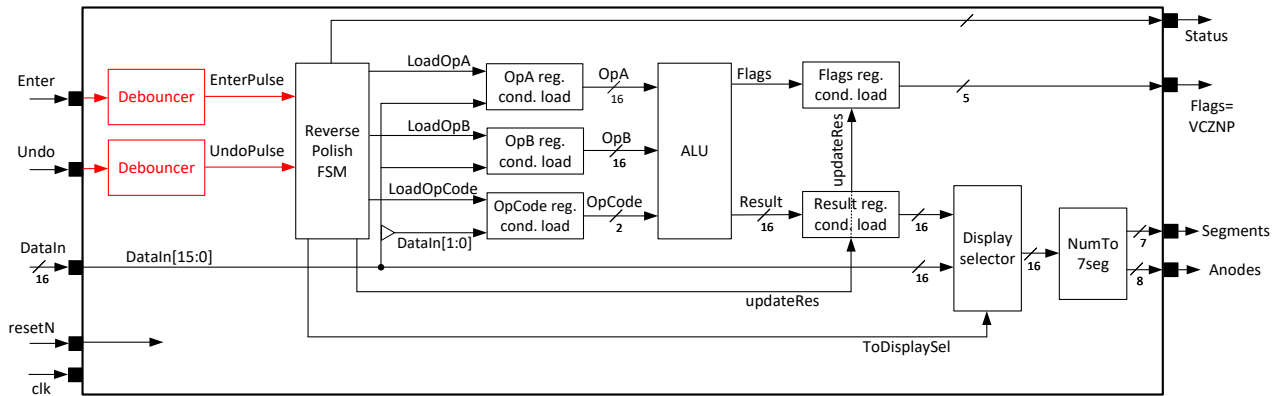 Status
Enter
Debouncer
EnterPulse
LoadOpA
OpA reg.
cond. load
OpA
16
Flags
Flags reg.
cond. load
5
Flags=
VCZNP
Undo
Debouncer
UndoPulse
Reverse
Polish
FSM
LoadOpB
OpB reg.
cond. load
OpB
16
ALU
updateRes
LoadOpCode
OpCode reg.
cond. load
OpCode
2
Result
16
Result reg.
cond. load
16
DataIn[1:0]
DataIn
16
DataIn[15:0]
16
Display
selector
16
NumTo
7seg
7
Segments
8
Anodes
updateRes
resetN
ToDisplaySel
clk